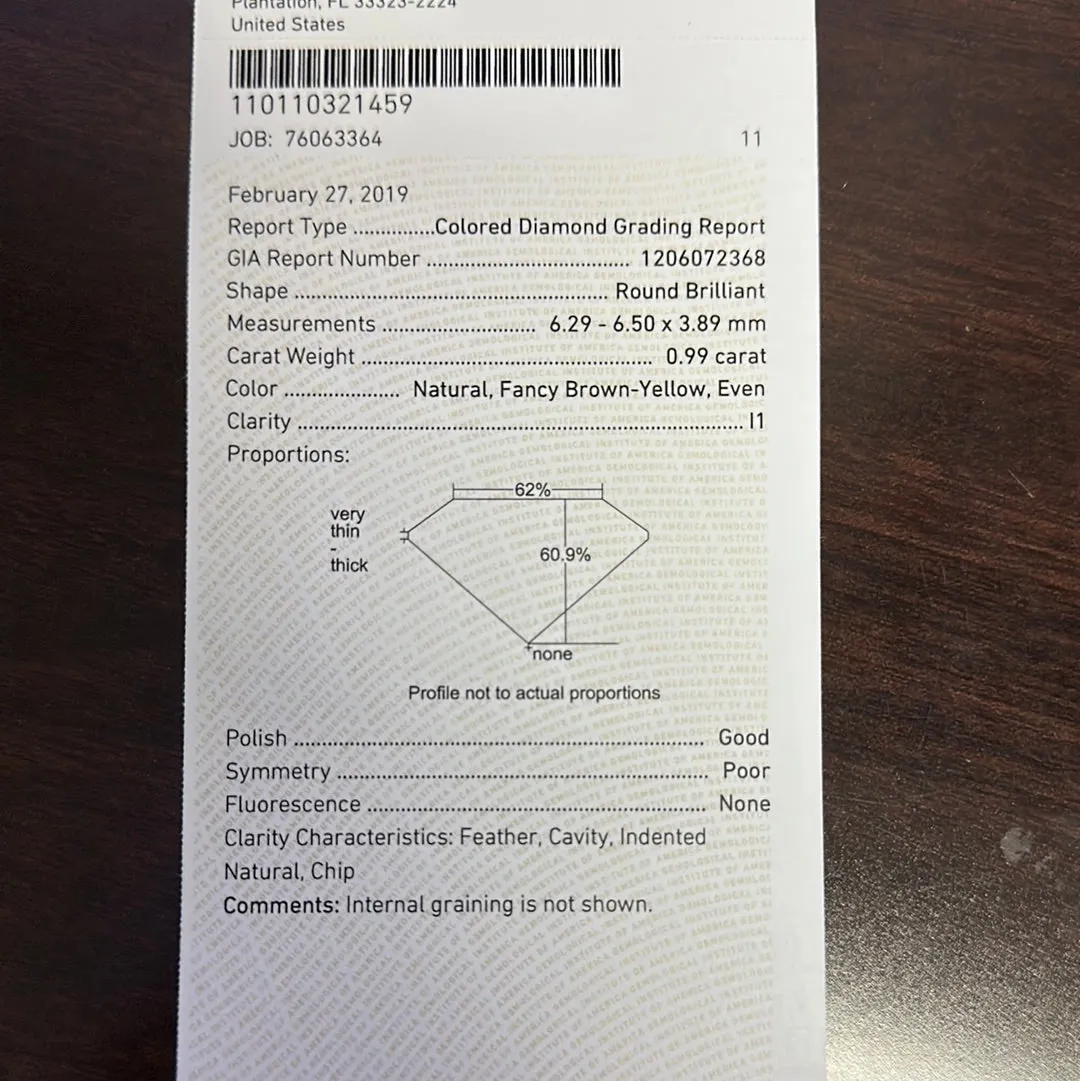 Plantation, FL 33323-2224
United States
110110321459
JOB: 76063364 11
February 27, 2019
Report Type ...............Colored Diamond Grading Report
GIA Report Number ................................. 1206072368
Shape ..................................................... Round Brilliant
Measurements ......................... 6.29 - 6.50 x 3.89 mm
Carat Weight .................................................. 0.99 carat
Color .................... Natural, Fancy Brown-Yellow, Even
Clarity .............................................................................. I1
Proportions:
62%
very
thin
-
thick
60.9%
none
Profile not to actual proportions
Polish ...................................................................... Good
Symmetry ................................................................ Poor
Fluorescence .......................................................... None
Clarity Characteristics: Feather, Cavity, Indented
Natural, Chip
Comments: Internal graining is not shown.